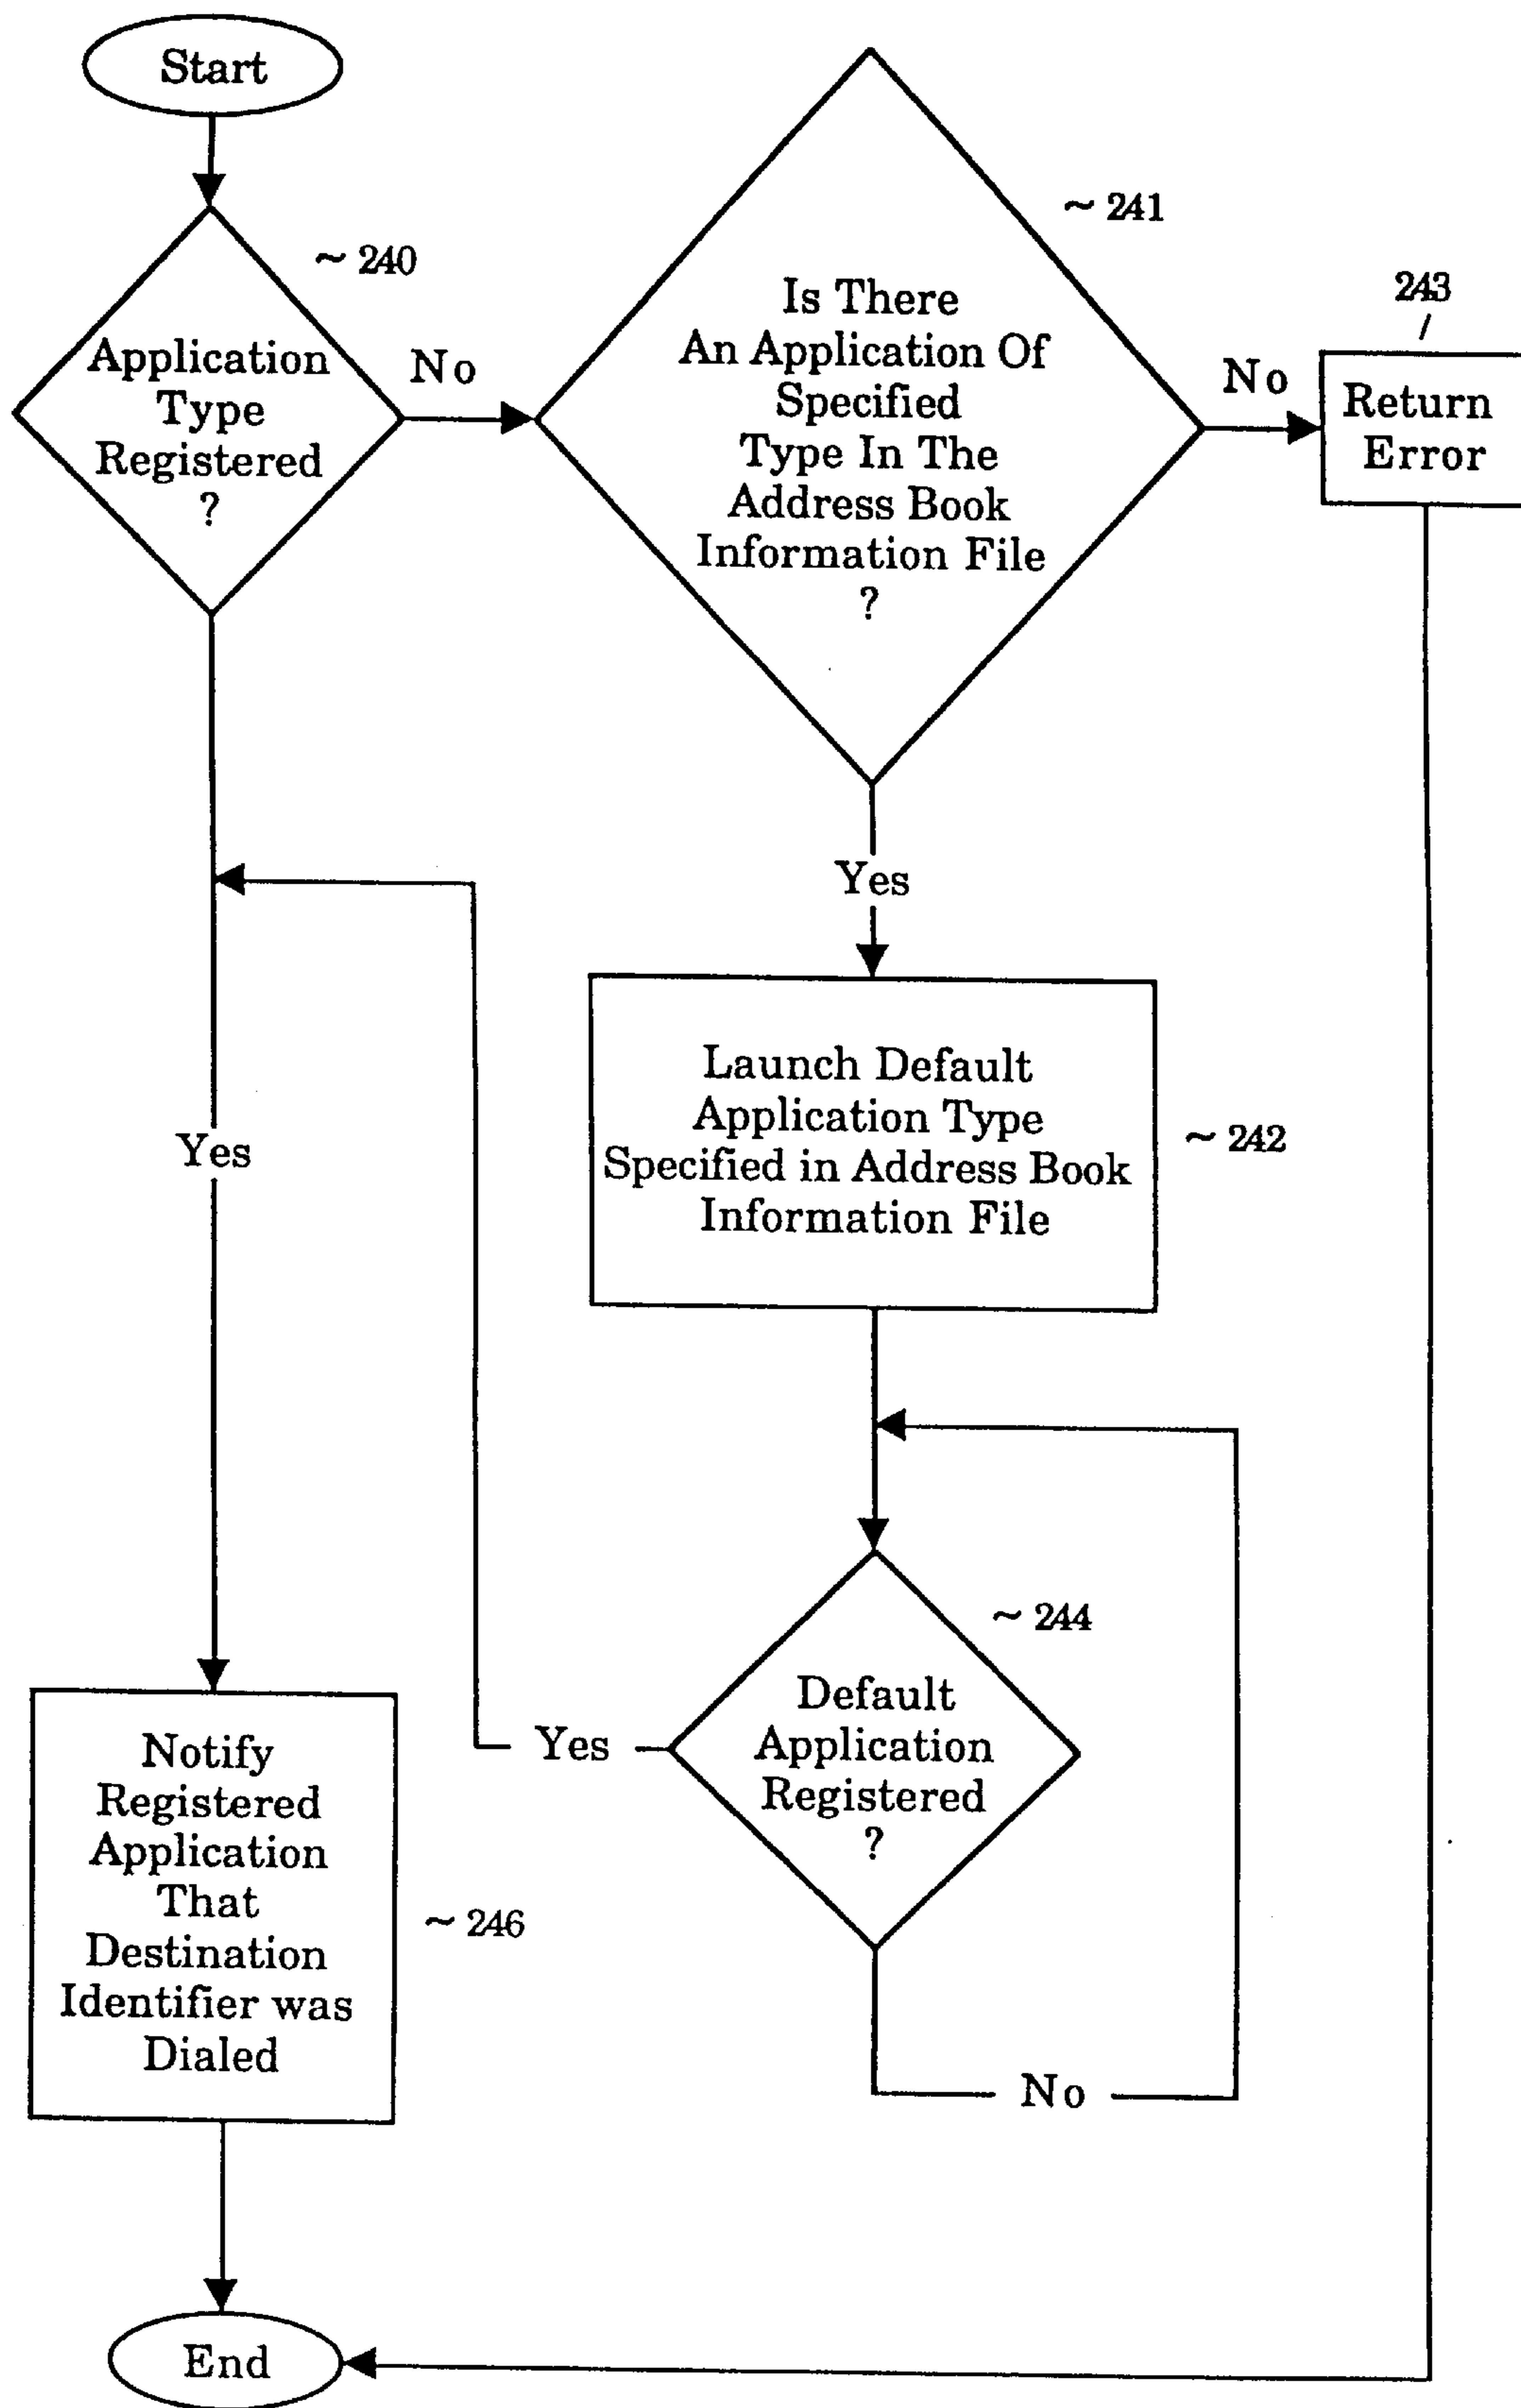 Start
~ 240
Application
Type
Registered
?
No
~ 241
Is There
An Application Of
Specified
Type In The
Address Book
Information File
?
No
243
Return
Error
Yes
Launch Default
Application Type
Specified in Address Book
Information File
~ 242
Yes
~ 244
Default
Application
Registered
?
Yes
No
Notify
Registered
Application
That
Destination
Identifier was
Dialed
~ 246
End